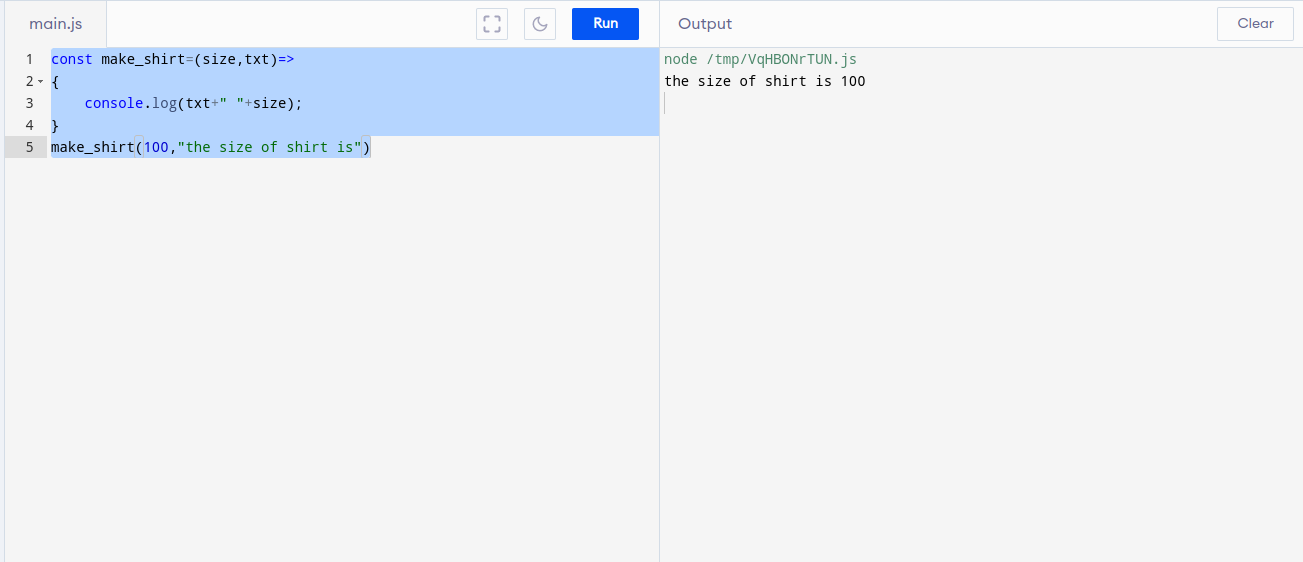 main.js
Run
Output
Clear
1 const make_shirt=(size,txt)=>
2 {
3     console.log(txt+" "+size);
4 }
5 make_shirt(100,"the size of shirt is")
node /tmp/VqHBONrTUN.js
the size of shirt is 100